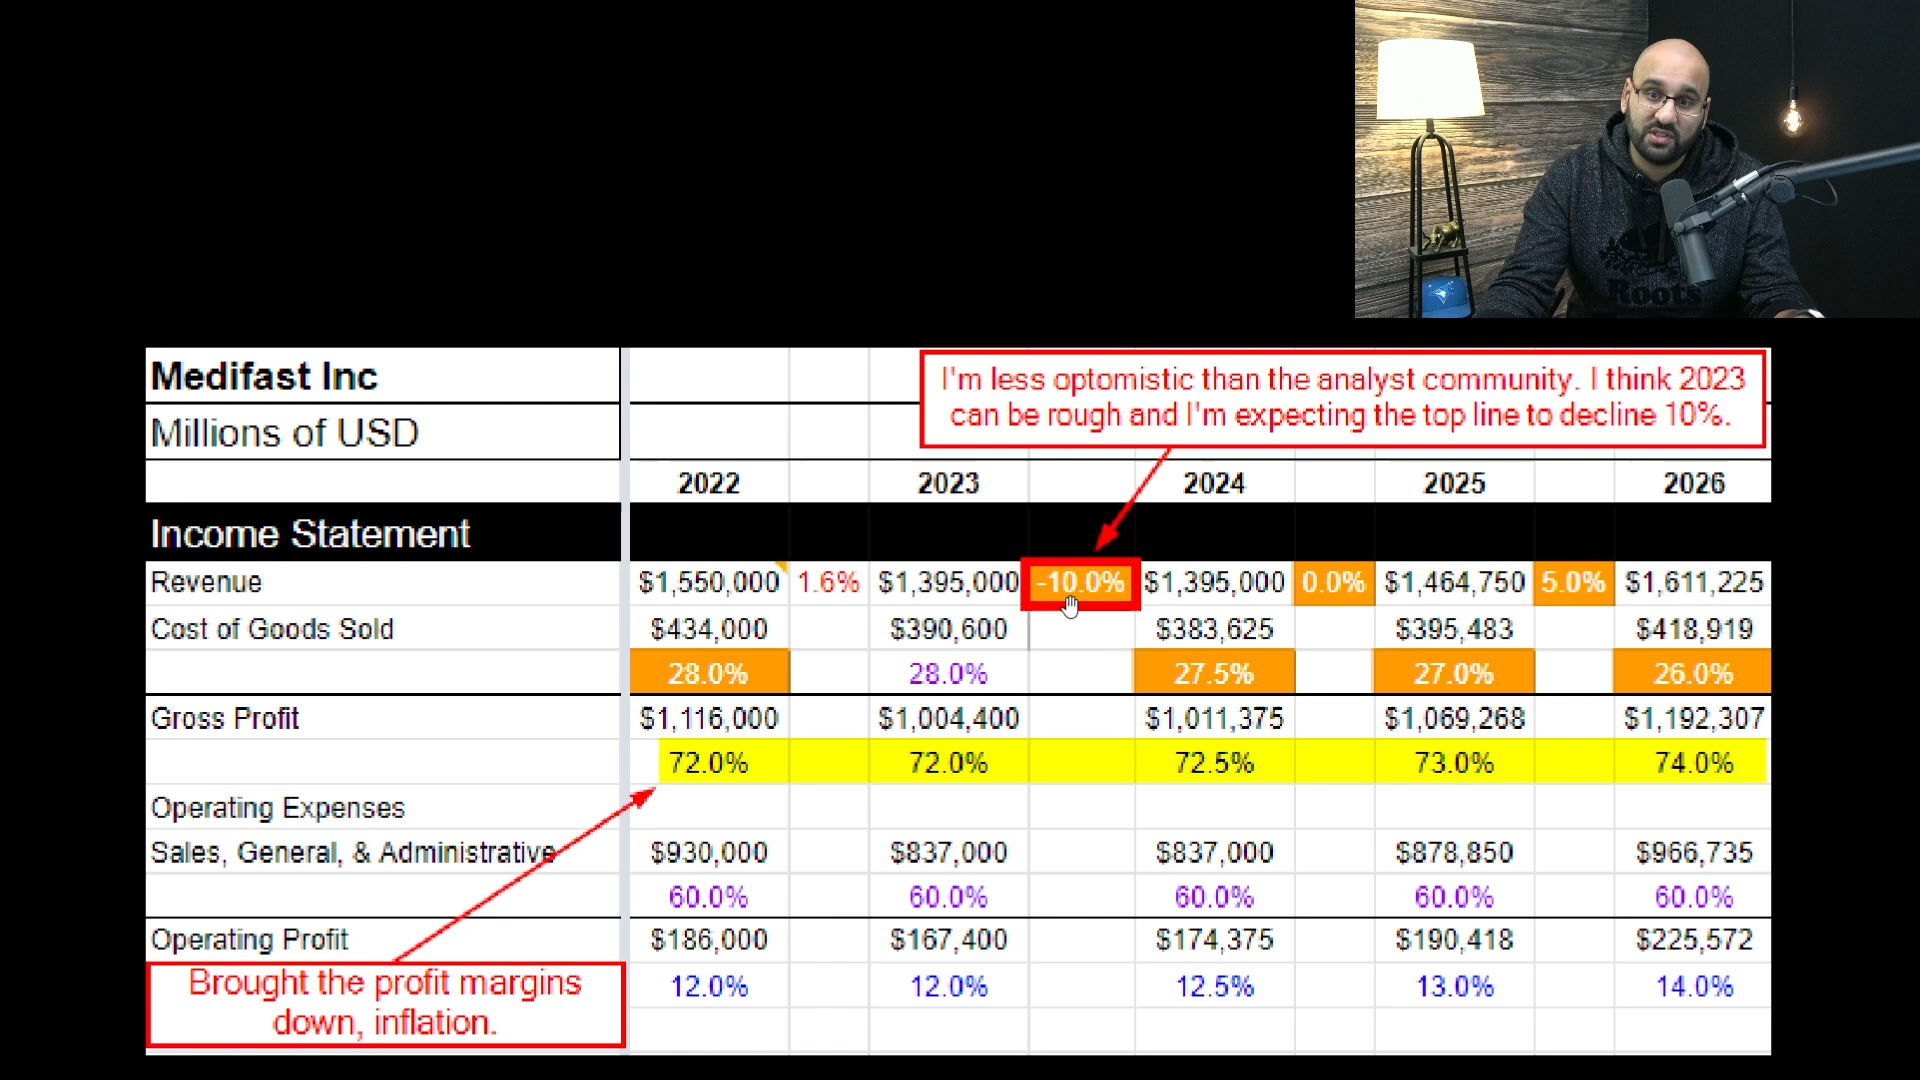 Roots
Medifast Inc
I'm less optomistic than the analyst community. I think 2023
can be rough and I'm expecting the top line to decline 10%.
Millions of USD
2022 2023 2024 2025 2026
Income Statement
Revenue $1,550,000 1.6% $1,395,000 -10.0% $1,395,000 0.0% $1,464,750 5.0% $1,611,225
Cost of Goods Sold $434,000 $390,600 $383,625 $395,483 $418,919
28.0% 28.0% 27.5% 27.0% 26.0%
Gross Profit $1,116,000 $1,004,400 $1,011,375 $1,069,268 $1,192,307
72.0% 72.0% 72.5% 73.0% 74.0%
Operating Expenses
Sales, General, & Administrative $930,000 $837,000 $837,000 $878,850 $966,735
60.0% 60.0% 60.0% 60.0% 60.0%
Operating Profit $186,000 $167,400 $174,375 $190,418 $225,572
12.0% 12.0% 12.5% 13.0% 14.0%
Brought the profit margins
down, inflation.